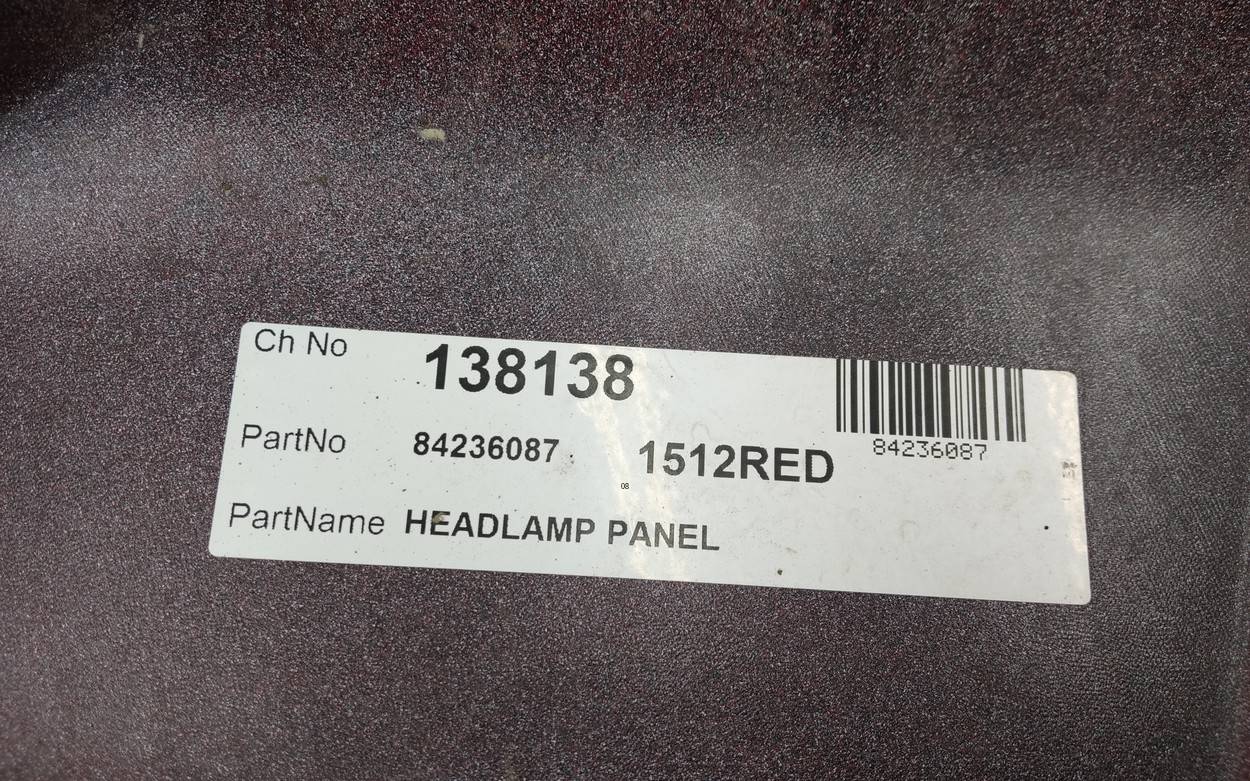 Ch No 138138
PartNo 84236087 1512RED
84236087
08
PartName HEADLAMP PANEL